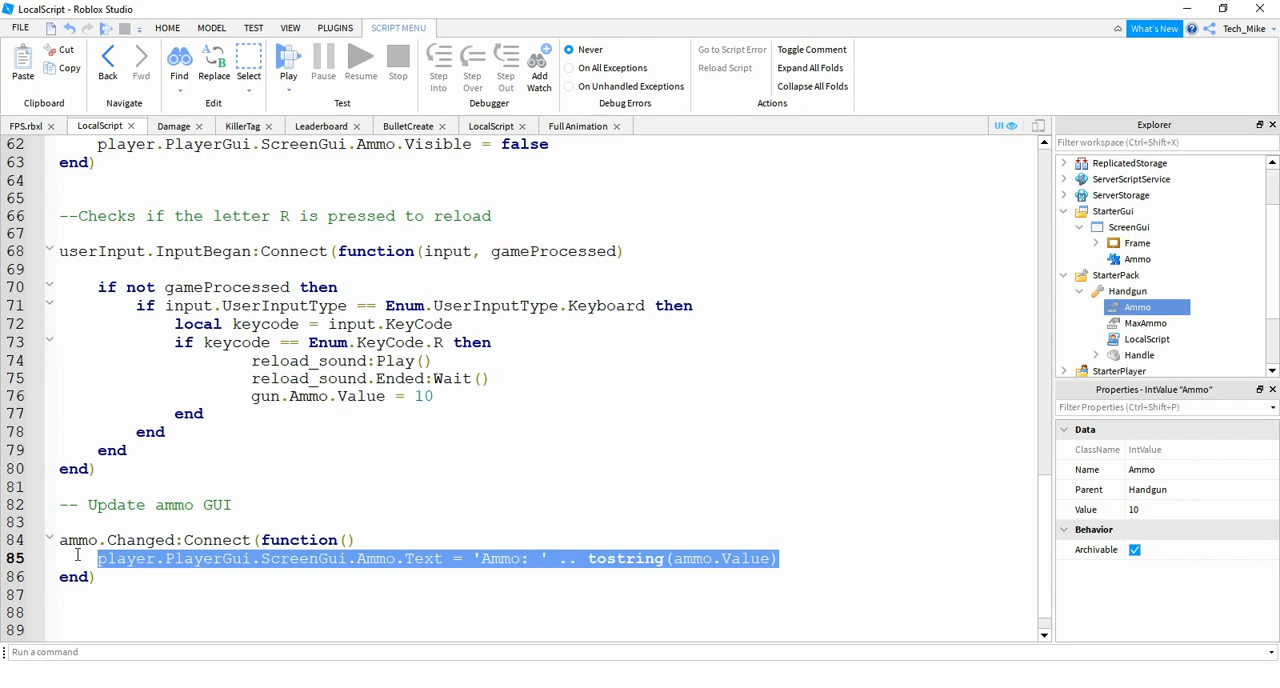 LocalScript - Roblox Studio
FILE HOME MODEL TEST VIEW PLUGINS SCRIPT MENU What's New Tech_Mike
Paste Cut Copy Back Fwd Find Replace Select Play Pause Resume Stop Step Into Step Over Step Out Add Watch Never On All Exceptions On Unhandled Exceptions Go to Script Error Reload Script Toggle Comment Expand All Folds Collapse All Folds
Clipboard Navigate Edit Test Debugger Debug Errors Actions
FPS.rbxl LocalScript Damage KillerTag Leaderboard BulletCreate LocalScript Full Animation UI
62 player.PlayerGui.ScreenGui.Ammo.Visible = false
63 end)
64
65
66 --Checks if the letter R is pressed to reload
67
68 userInput.InputBegan:Connect(function(input, gameProcessed)
69
70 if not gameProcessed then
71 if input.UserInputType == Enum.UserInputType.Keyboard then
72 local keycode = input.KeyCode
73 if keycode == Enum.KeyCode.R then
74 reload_sound:Play()
75 reload_sound.Ended:Wait()
76 gun.Ammo.Value = 10
77 end
78 end
79 end
80 end)
81
82 -- Update ammo GUI
83
84 ammo.Changed:Connect(function()
85 player.PlayerGui.ScreenGui.Ammo.Text = 'Ammo: ' .. tostring(ammo.Value)
86 end)
87
88
89
Explorer
Filter workspace (Ctrl+Shift+X)
ReplicatedStorage
ServerScriptService
ServerStorage
StarterGui
ScreenGui
Frame
Ammo
StarterPack
Handgun
Ammo
MaxAmmo
LocalScript
Handle
StarterPlayer
Properties - IntValue "Ammo"
Filter Properties (Ctrl+Shift+P)
Data
ClassName IntValue
Name Ammo
Parent Handgun
Value 10
Behavior
Archivable
Run a command